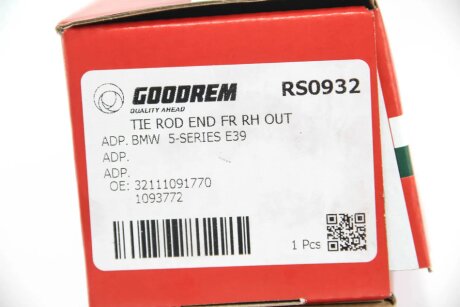 GOODREM
QUALITY AHEAD
RS0932
TIE ROD END FR RH OUT
ADP. BMW 5-SERIES E39
ADP.
ADP.
OE: 32111091770
1093772
1 Pcs